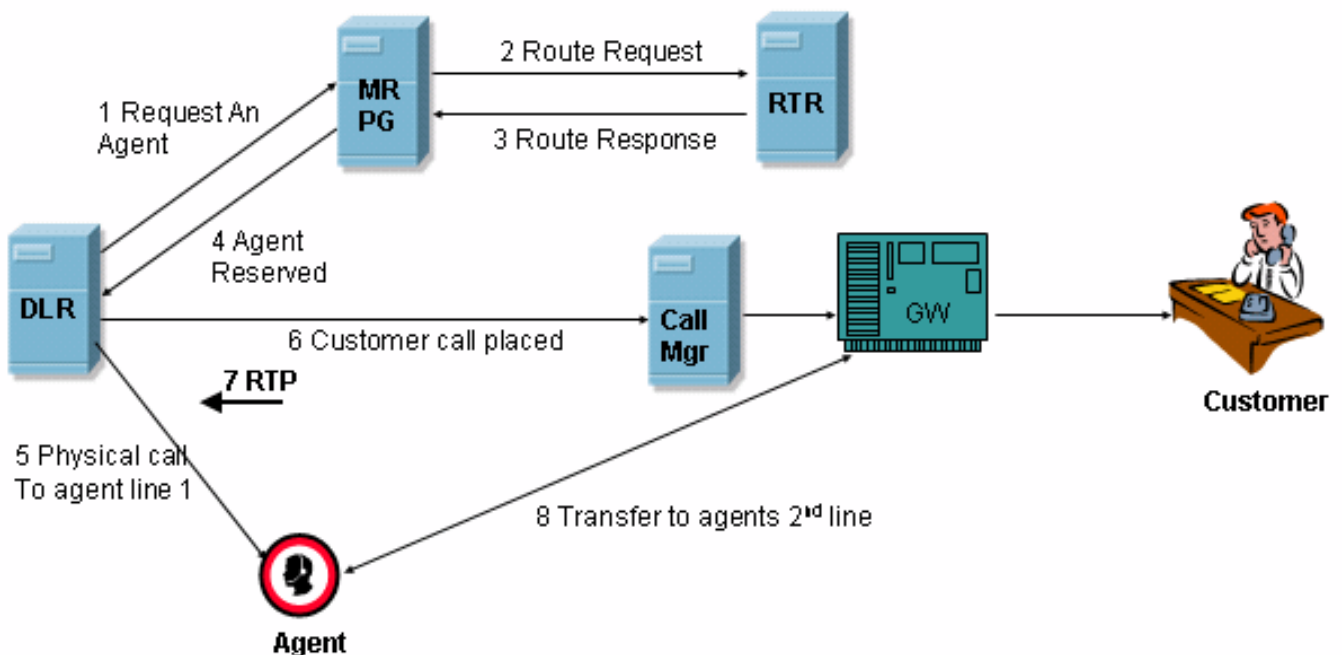 2 Route Request
MR
PG
RTR
1 Request An
Agent
3 Route Response
4 Agent
Reserved
DLR
6 Customer call placed
Call
Mgr
GW
7 RTP
Customer
5 Physical call
To agent line 1
8 Transfer to agents 2nd line
Agent